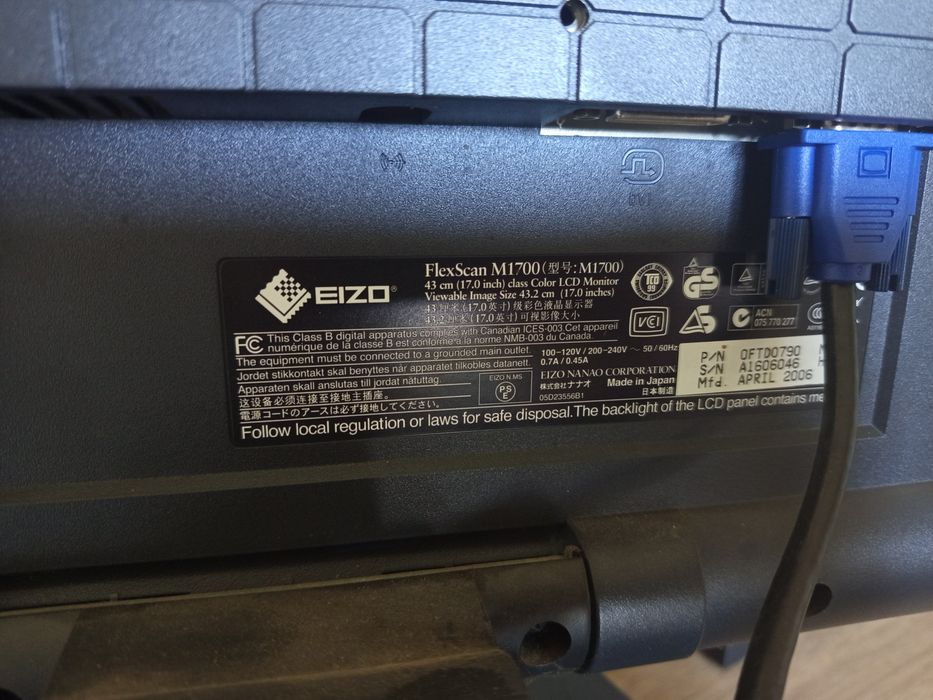 DVI
EIZO®
FlexScan M1700(型号:M1700)
43 cm (17.0 inch) class Color LCD Monitor
Viewable Image Size 43.2 cm (17.0 inches)
43 厘米(17.0英寸)级彩色液晶显示器
43.2 厘米(17.0英寸)可视影像大小
TCO
99
GS
VCI
ACN
075 770 277
FC This Class B digital apparatus complies with Canadian ICES-003 Cet appareil
numérique de la classe B est conforme à la norme NMB-003 du Canada.
The equipment must be connected to a grounded main outlet.
Jordet stikkontakt skal benyttes når apparatet tilkobles datanett.
Apparaten skall anslutas till jordat nätuttag.
这设备必须连接至接地主插座。
電源コードのアースは必ず接地してください。
100-120V / 200-240V ～ 50 / 60Hz
0.7A / 0.45A
EIZO N.MS
PS
E
EIZO NANAO CORPORATION
株式会社ナナオ Made in Japan
05D23556B1 日本制造
P/N 0FTD0790
S/N A1606046
Mfd. APRIL 2006
Follow local regulation or laws for safe disposal.The backlight of the LCD panel contains